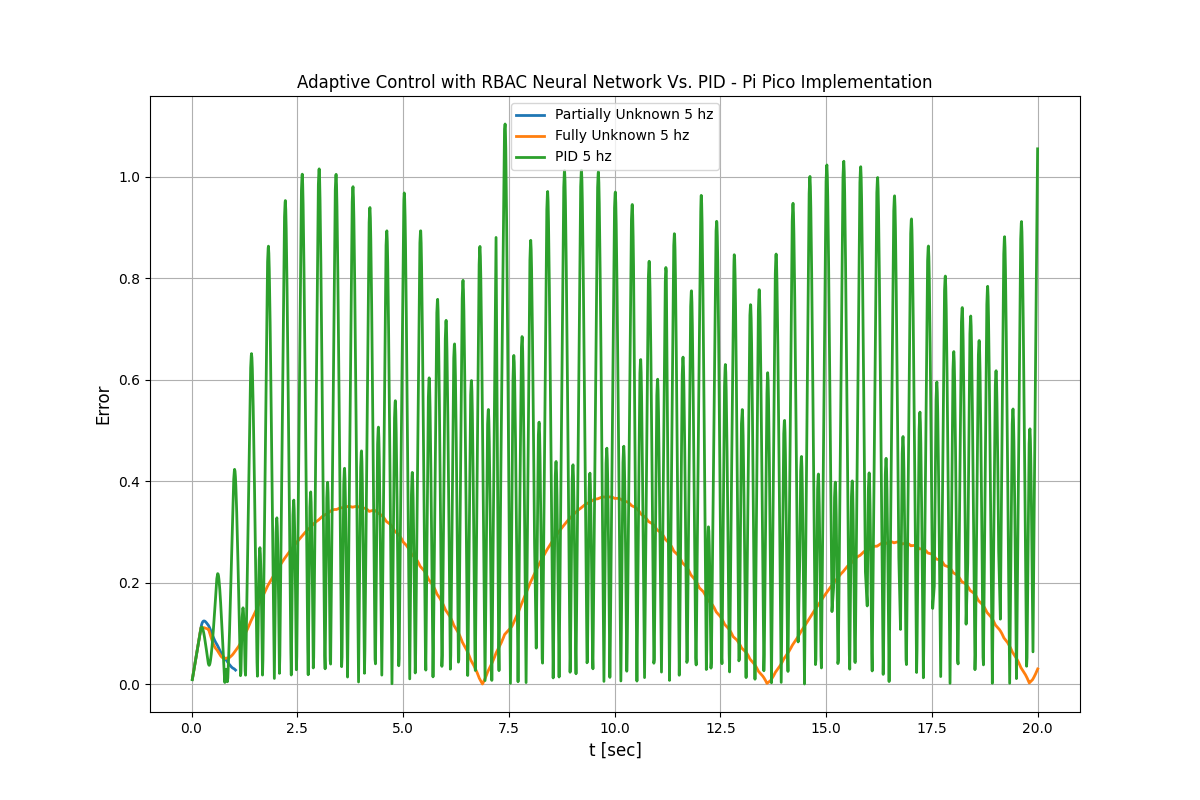 Adaptive Control with RBAC Neural Network Vs. PID - Pi Pico Implementation
Partially Unknown 5 hz
Fully Unknown 5 hz
PID 5 hz
Error
1.0
0.8
0.6
0.4
0.2
0.0
0.0 2.5 5.0 7.5 10.0 12.5 15.0 17.5 20.0
t [sec]